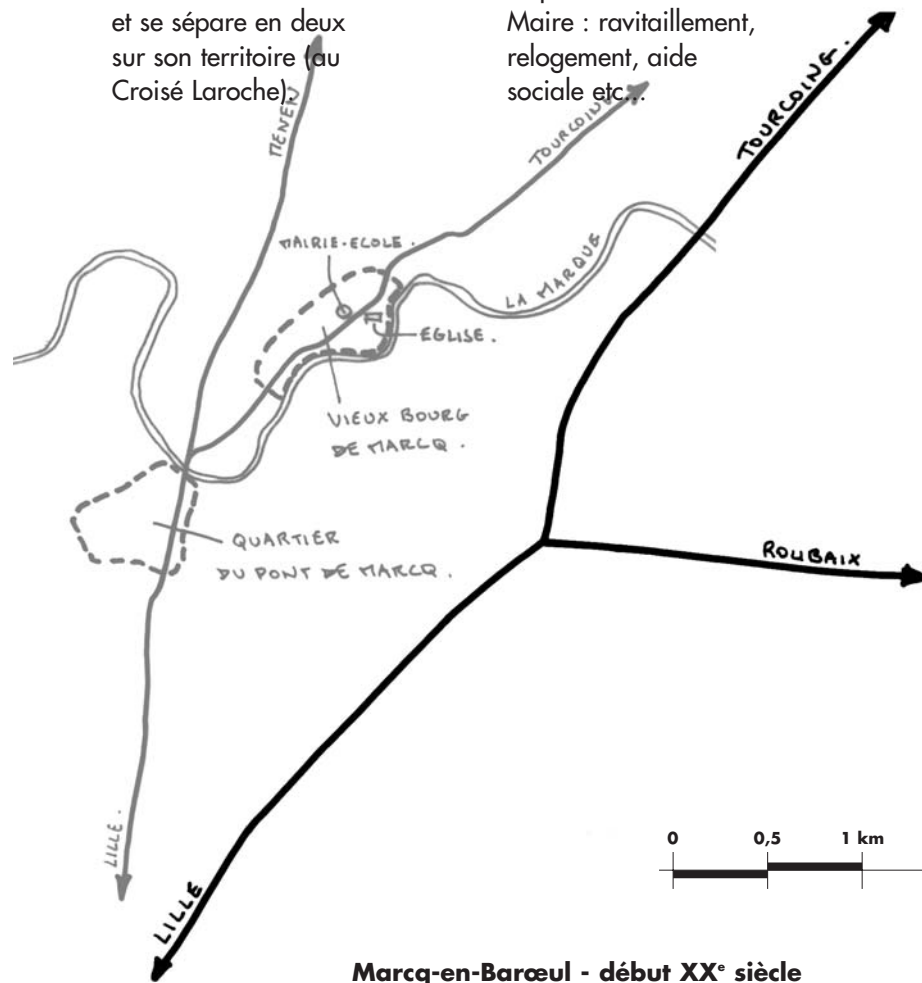 et se sépare en deux
sur son territoire (au
Croisé Laroche).
Maire : ravitaillement,
relogement, aide
sociale etc...
MENEN
TOURCOING
TOURCOING.
MAIRIE-ECOLE.
LA MARQUE
EGLISE.
VIEUX BOURG
DE MARCQ.
QUARTIER
DU PONT DE MARCQ.
ROUBAIX
LILLE.
LILLE
0 0,5 1 km
Marcq-en-Barœul - début XXe siècle